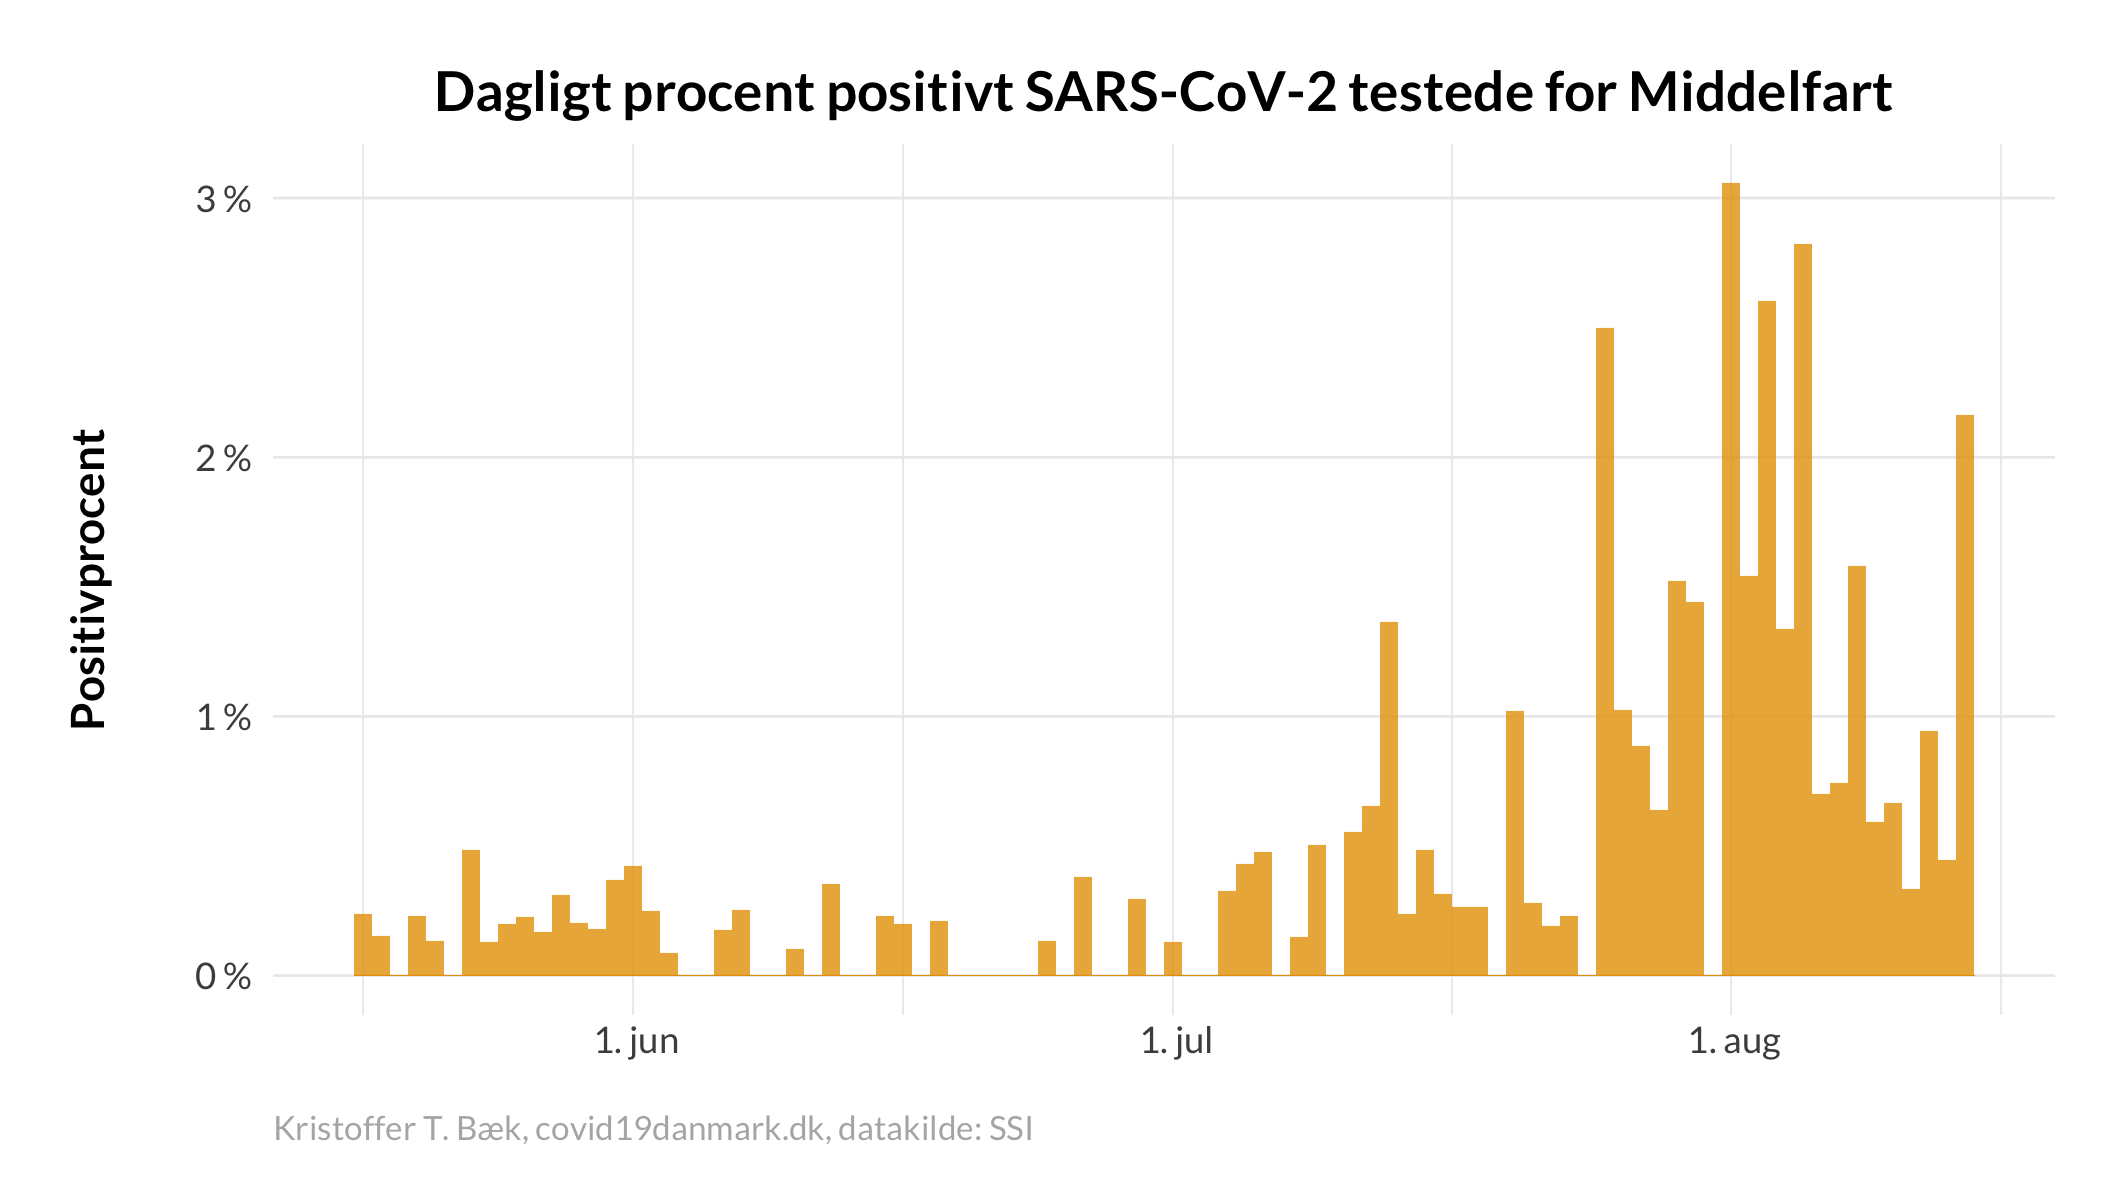 Dagligt procent positivt SARS-CoV-2 testede for Middelfart
Positivprocent
3 %
2 %
1 %
0 %
1. jun
1. jul
1. aug
Kristoffer T. Bæk, covid19danmark.dk, datakilde: SSI